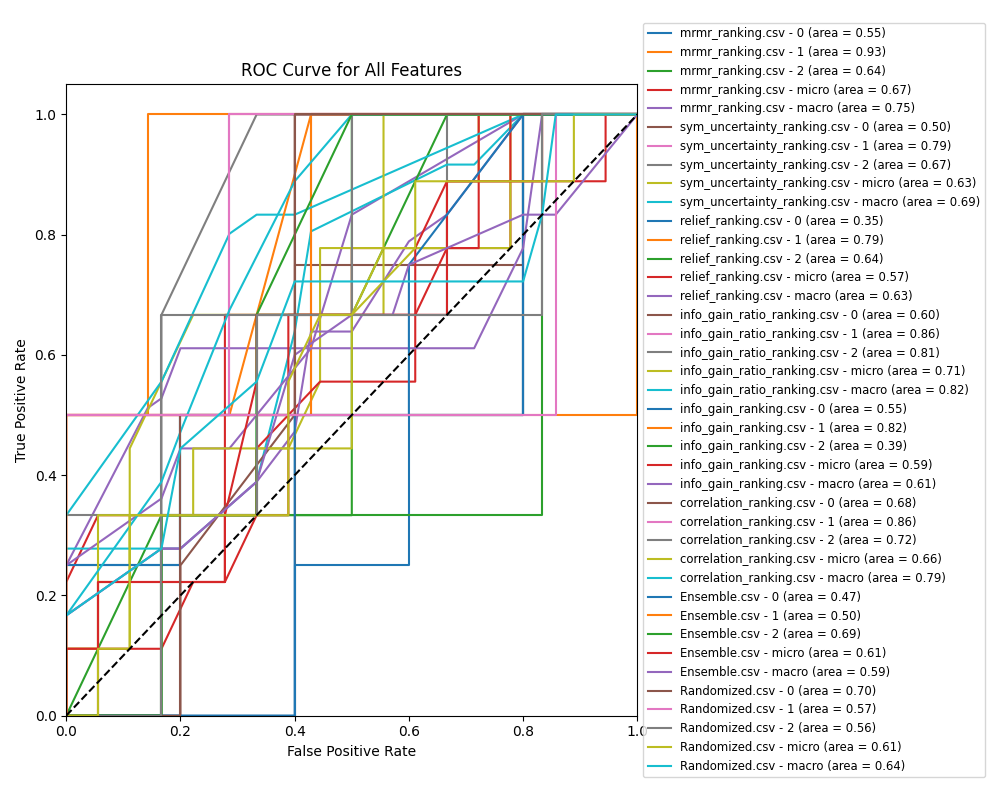 ROC Curve for All Features
True Positive Rate
1.0
0.8
0.6
0.4
0.2
0.0
0.0 0.2 0.4 0.6 0.8 1.0
False Positive Rate
mrmr_ranking.csv - 0 (area = 0.55)
mrmr_ranking.csv - 1 (area = 0.93)
mrmr_ranking.csv - 2 (area = 0.64)
mrmr_ranking.csv - micro (area = 0.67)
mrmr_ranking.csv - macro (area = 0.75)
sym_uncertainty_ranking.csv - 0 (area = 0.50)
sym_uncertainty_ranking.csv - 1 (area = 0.79)
sym_uncertainty_ranking.csv - 2 (area = 0.67)
sym_uncertainty_ranking.csv - micro (area = 0.63)
sym_uncertainty_ranking.csv - macro (area = 0.69)
relief_ranking.csv - 0 (area = 0.35)
relief_ranking.csv - 1 (area = 0.79)
relief_ranking.csv - 2 (area = 0.64)
relief_ranking.csv - micro (area = 0.57)
relief_ranking.csv - macro (area = 0.63)
info_gain_ratio_ranking.csv - 0 (area = 0.60)
info_gain_ratio_ranking.csv - 1 (area = 0.86)
info_gain_ratio_ranking.csv - 2 (area = 0.81)
info_gain_ratio_ranking.csv - micro (area = 0.71)
info_gain_ratio_ranking.csv - macro (area = 0.82)
info_gain_ranking.csv - 0 (area = 0.55)
info_gain_ranking.csv - 1 (area = 0.82)
info_gain_ranking.csv - 2 (area = 0.39)
info_gain_ranking.csv - micro (area = 0.59)
info_gain_ranking.csv - macro (area = 0.61)
correlation_ranking.csv - 0 (area = 0.68)
correlation_ranking.csv - 1 (area = 0.86)
correlation_ranking.csv - 2 (area = 0.72)
correlation_ranking.csv - micro (area = 0.66)
correlation_ranking.csv - macro (area = 0.79)
Ensemble.csv - 0 (area = 0.47)
Ensemble.csv - 1 (area = 0.50)
Ensemble.csv - 2 (area = 0.69)
Ensemble.csv - micro (area = 0.61)
Ensemble.csv - macro (area = 0.59)
Randomized.csv - 0 (area = 0.70)
Randomized.csv - 1 (area = 0.57)
Randomized.csv - 2 (area = 0.56)
Randomized.csv - micro (area = 0.61)
Randomized.csv - macro (area = 0.64)